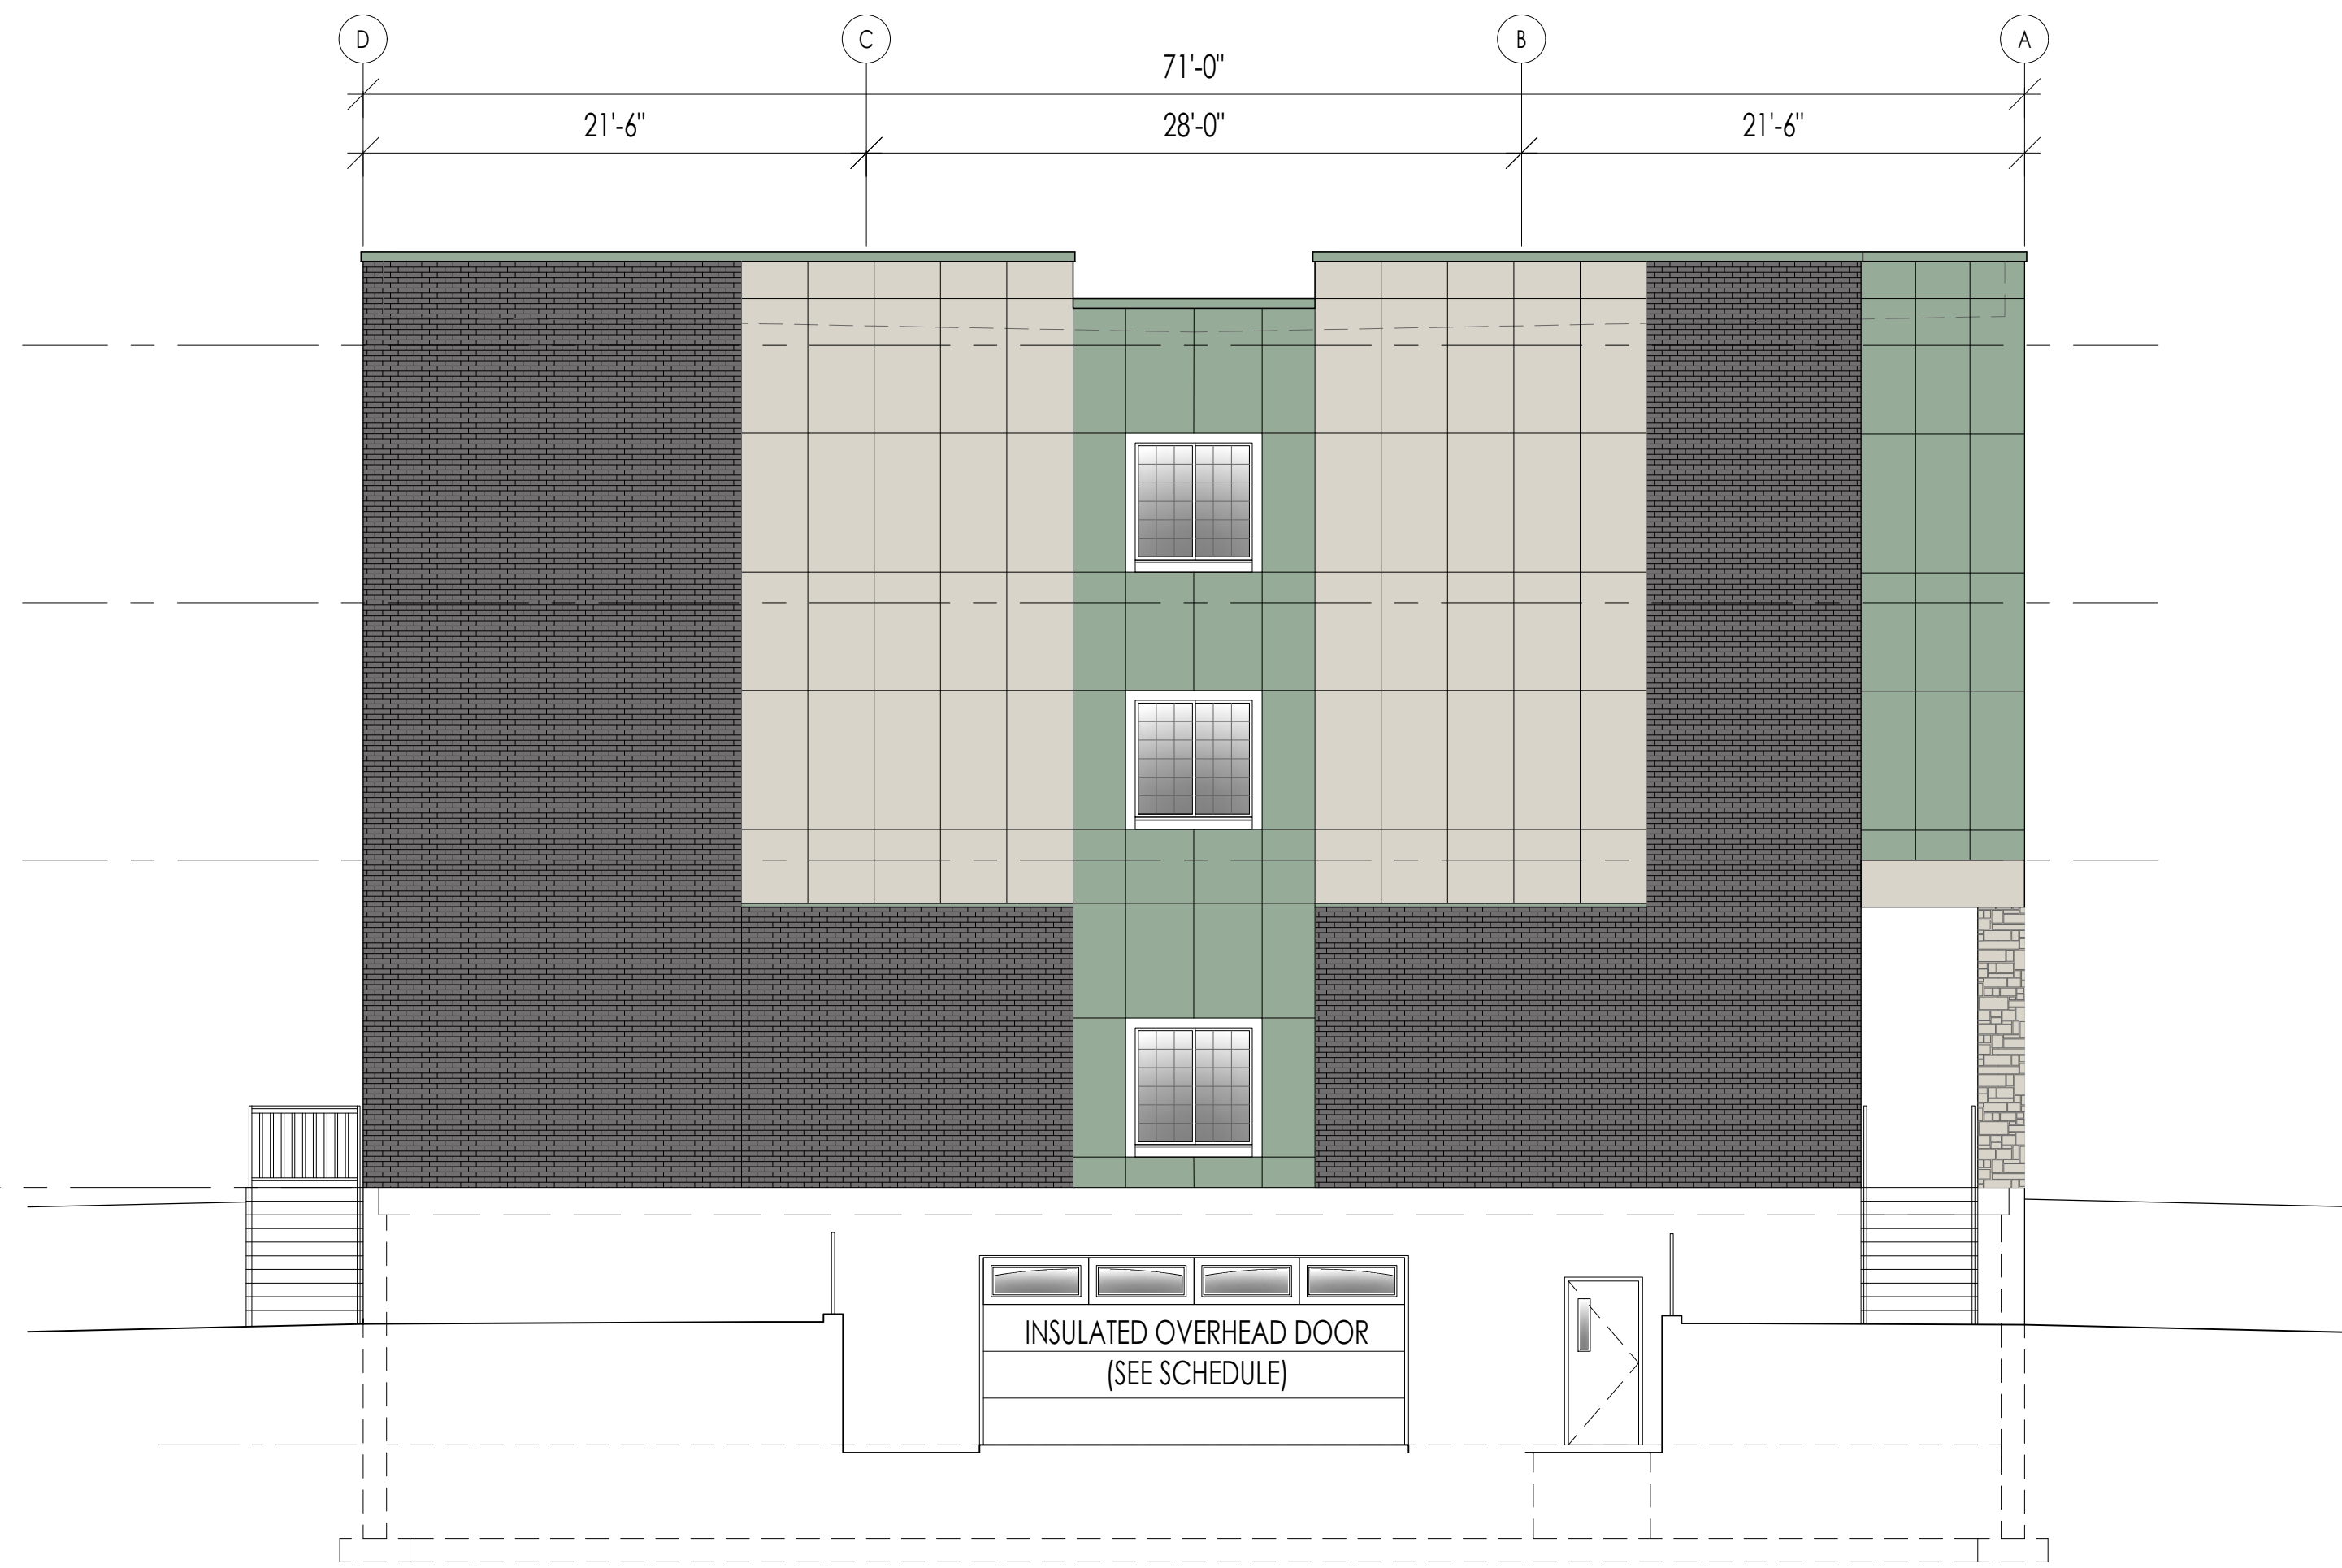 D C B A
71'-0"
21'-6" 28'-0" 21'-6"
INSULATED OVERHEAD DOOR
(SEE SCHEDULE)